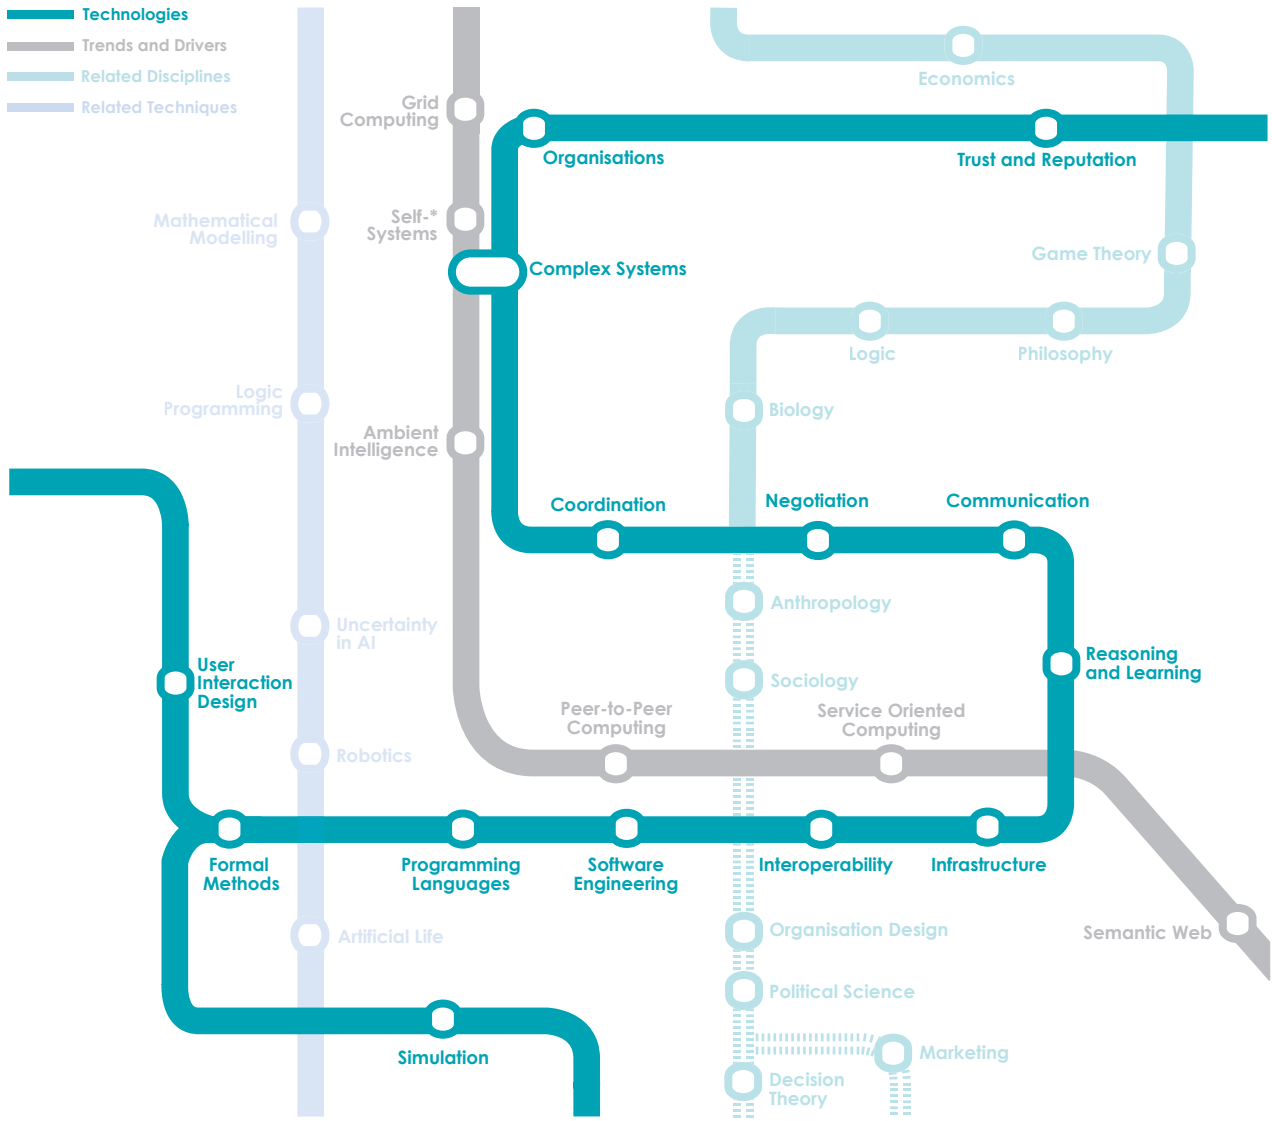 Technologies
Trends and Drivers
Related Disciplines
Related Techniques
Economics
Grid
Computing
Organisations
Trust and Reputation
Mathematical
Modelling
Self-*
Systems
Complex Systems
Game Theory
Logic
Philosophy
Logic
Programming
Biology
Ambient
Intelligence
Coordination
Negotiation
Communication
Uncertainty
in AI
Anthropology
User
Interaction
Design
Sociology
Reasoning
and Learning
Peer-to-Peer
Computing
Service Oriented
Computing
Robotics
Formal
Methods
Programming
Languages
Software
Engineering
Interoperability
Infrastructure
Artificial Life
Organisation Design
Semantic Web
Political Science
Simulation
Marketing
Decision
Theory